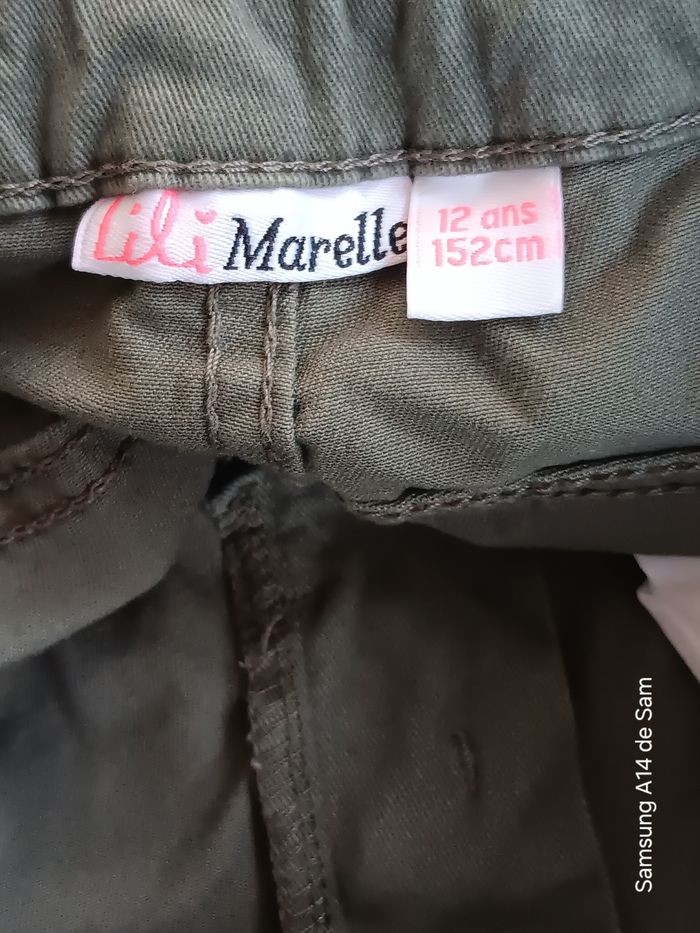 Lili Marelle
12 ans
152cm
Samsung A14 de Sam